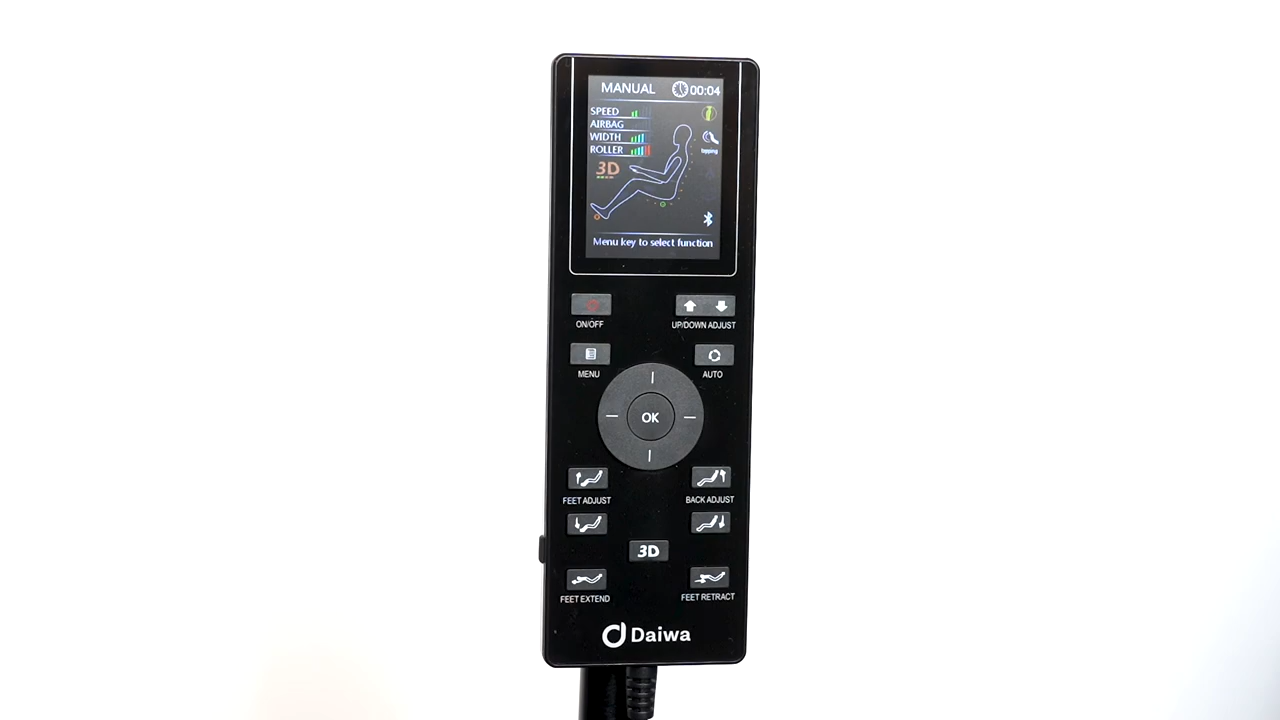 MANUAL 00:04
SPEED
AIRBAG
WIDTH
ROLLER
tapping
3D
Menu key to select function
ON/OFF
UP/DOWN ADJUST
MENU
AUTO
OK
FEET ADJUST
BACK ADJUST
3D
FEET EXTEND
FEET RETRACT
Daiwa